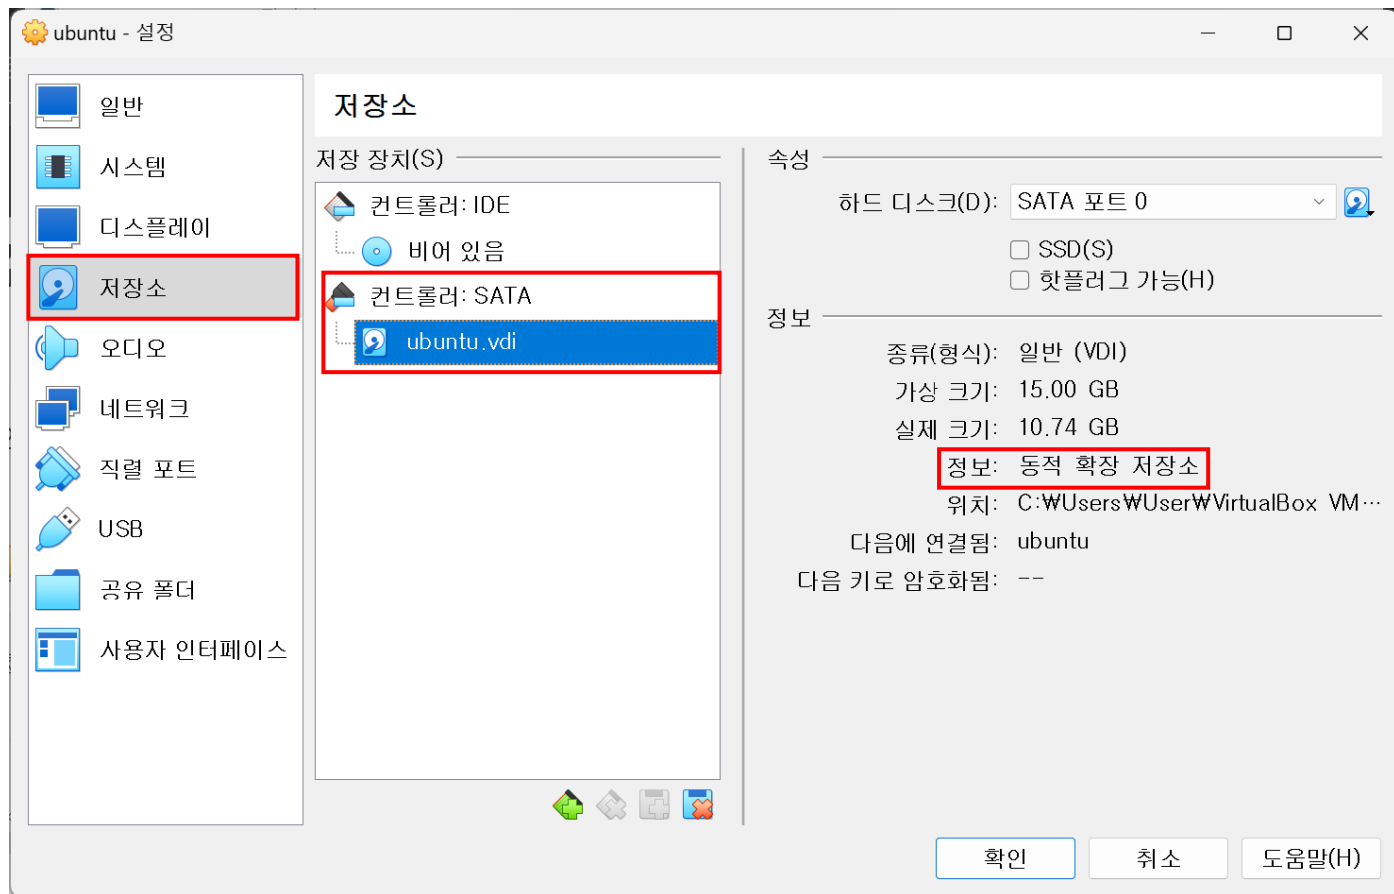 ubuntu - 설정
일반
시스템
디스플레이
저장소
오디오
네트워크
직렬 포트
USB
공유 폴더
사용자 인터페이스
저장소
저장 장치(S)
컨트롤러: IDE
비어 있음
컨트롤러: SATA
ubuntu.vdi
속성
하드 디스크(D): SATA 포트 0
SSD(S)
핫플러그 가능(H)
정보
종류(형식): 일반 (VDI)
가상 크기: 15.00 GB
실제 크기: 10.74 GB
정보: 동적 확장 저장소
위치: C:₩Users₩User₩VirtualBox VM…
다음에 연결됨: ubuntu
다음 키로 암호화됨: --
확인 취소 도움말(H)